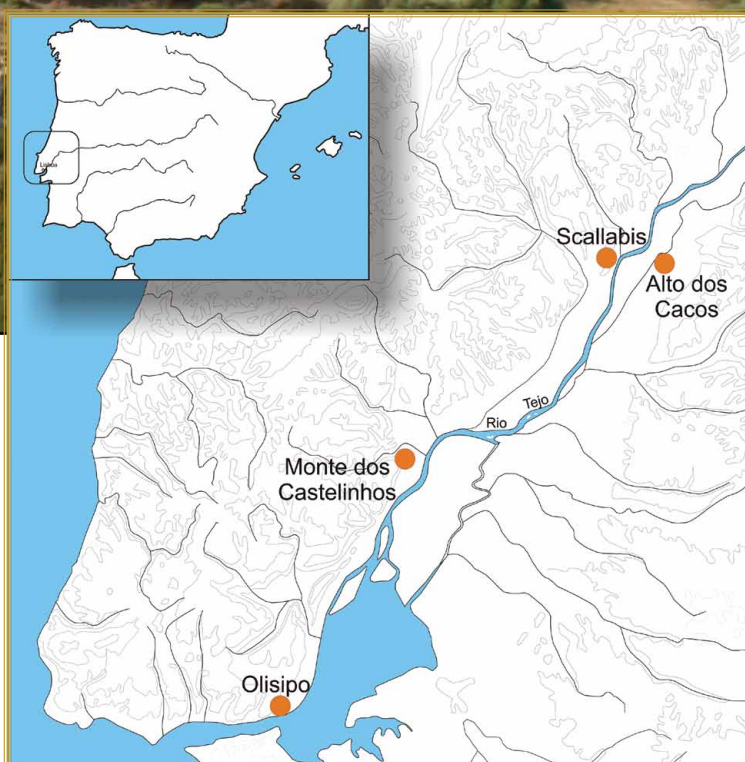 Lisboa
Scallabis
Alto dos
Cacos
Rio Tejo
Monte dos
Castelinhos
Olisipo